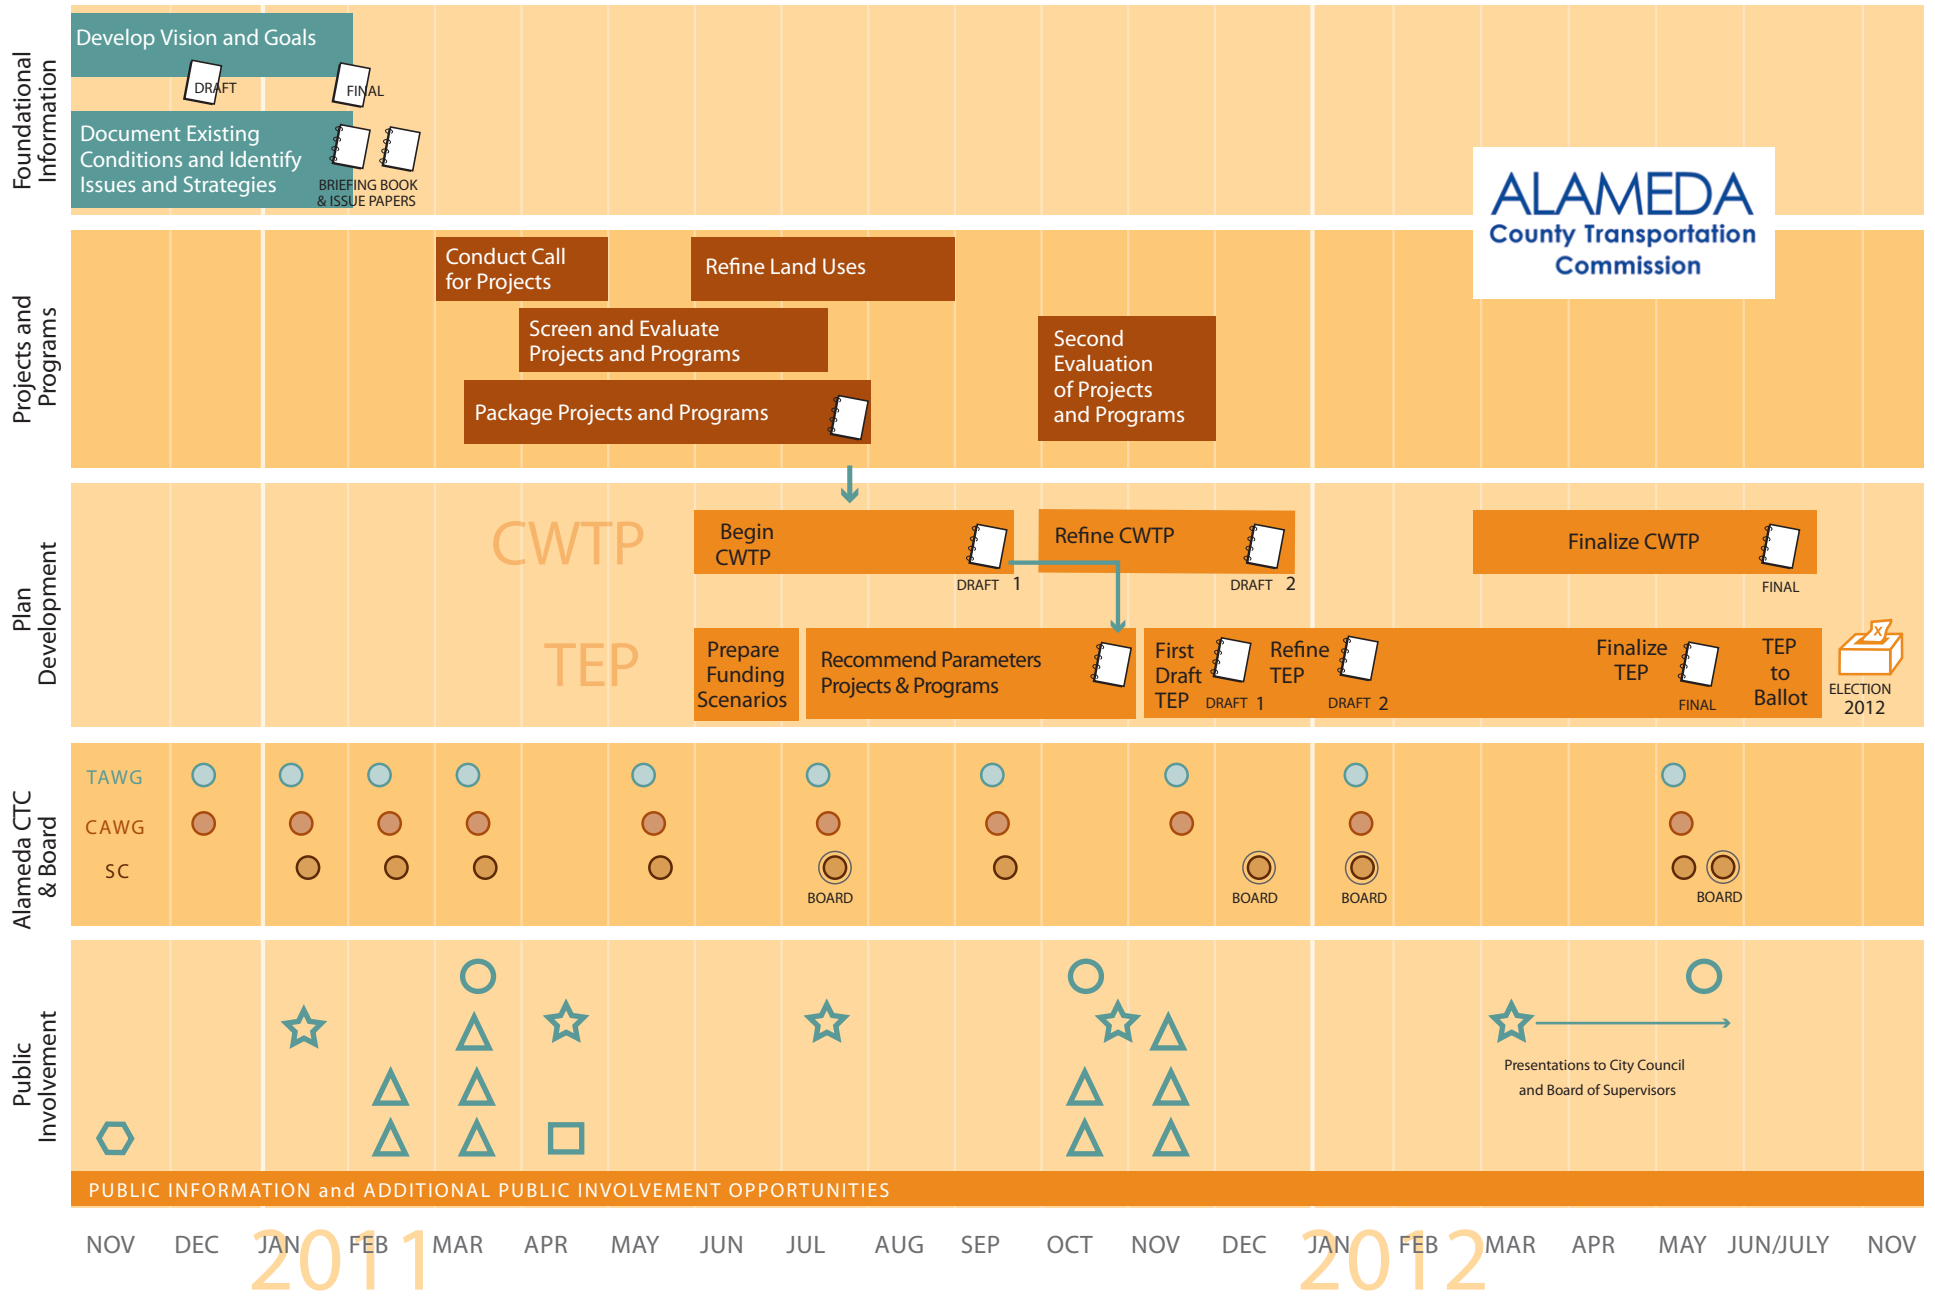 Foundational
Information
Develop Vision and Goals
DRAFT
FINAL
Document Existing
Conditions and Identify
Issues and Strategies
BRIEFING BOOK
& ISSUE PAPERS
ALAMEDA
County Transportation
Commission
Projects and
Programs
Conduct Call
for Projects
Refine Land Uses
Screen and Evaluate
Projects and Programs
Package Projects and Programs
Second
Evaluation
of Projects
and Programs
Plan
Development
CWTP
Begin
CWTP
DRAFT 1
Refine CWTP
DRAFT 2
Finalize CWTP
FINAL
TEP
Prepare
Funding
Scenarios
Recommend Parameters
Projects & Programs
First
Draft
TEP
DRAFT 1
Refine
TEP
DRAFT 2
Finalize
TEP
FINAL
TEP
to
Ballot
X
ELECTION
2012
Alameda CTC
& Board
TAWG
CAWG
SC
BOARD
BOARD
BOARD
BOARD
Public
Involvement
Presentations to City Council
and Board of Supervisors
PUBLIC INFORMATION and ADDITIONAL PUBLIC INVOLVEMENT OPPORTUNITIES
NOV DEC JAN FEB MAR APR MAY JUN JUL AUG SEP OCT NOV DEC JAN FEB MAR APR MAY JUN/JULY NOV
2011 2012